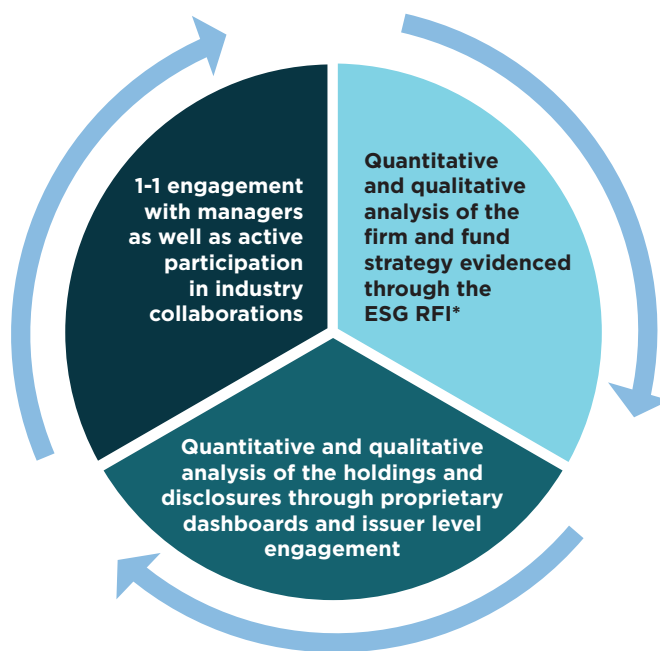 1-1 engagement
with managers
as well as active
participation
in industry
collaborations
Quantitative
and qualitative
analysis of the
firm and fund
strategy evidenced
through the
ESG RFI*
Quantitative and qualitative
analysis of the holdings and
disclosures through proprietary
dashboards and issuer level
engagement